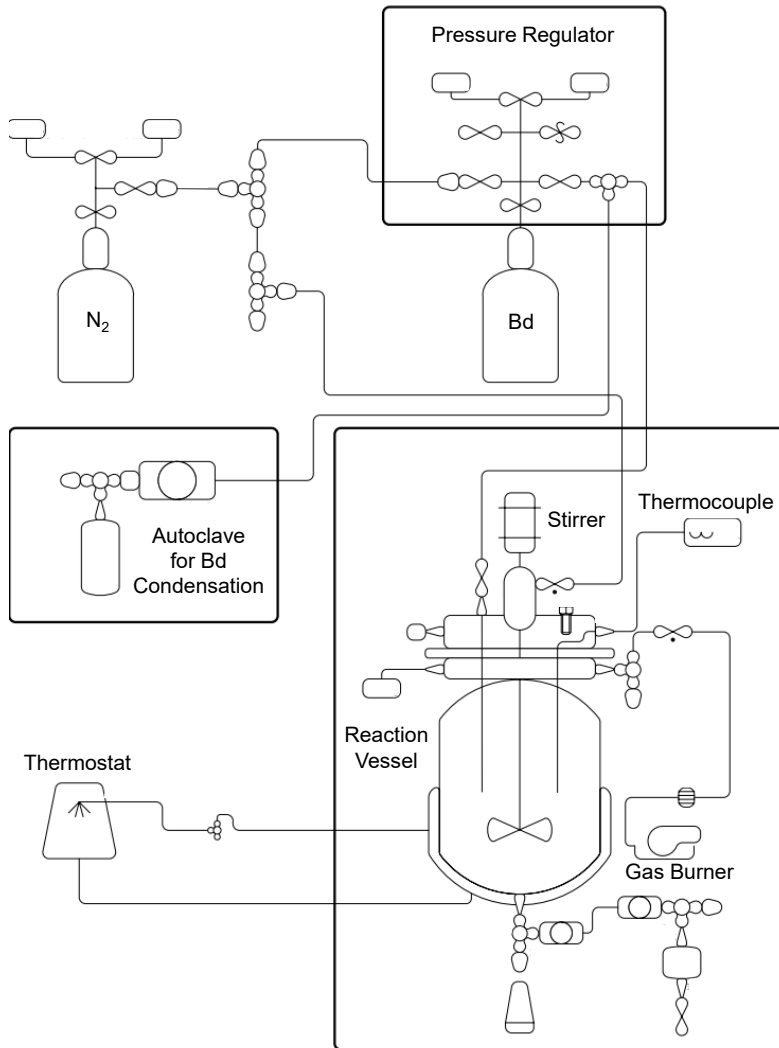 Pressure Regulator
N₂
Bd
Autoclave
for Bd
Condensation
Stirrer
Thermocouple
Reaction
Vessel
Thermostat
Gas Burner